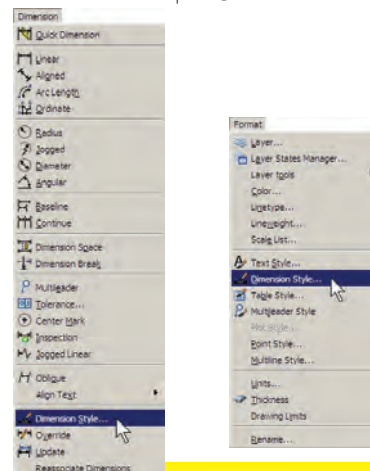 Dimension
Quick Dimension
Linear
Aligned
Arc Length
Ordinate
Radius
Jogged
Diameter
Angular
Baseline
Continue
Dimension Space
Dimension Break
Multileader
Tolerance...
Center Mark
Inspection
Jogged Linear
Oblique
Align Text
Dimension Style...
Override
Update
Reassociate Dimensions
Format
Layer...
Layer States Manager...
Layer tools
Color...
Linetype...
Lineweight...
Scale List...
Text Style...
Dimension Style...
Table Style...
Multileader Style
Plot Style...
Point Style...
Multiline Style...
Units...
Thickness
Drawing Limits
Rename...